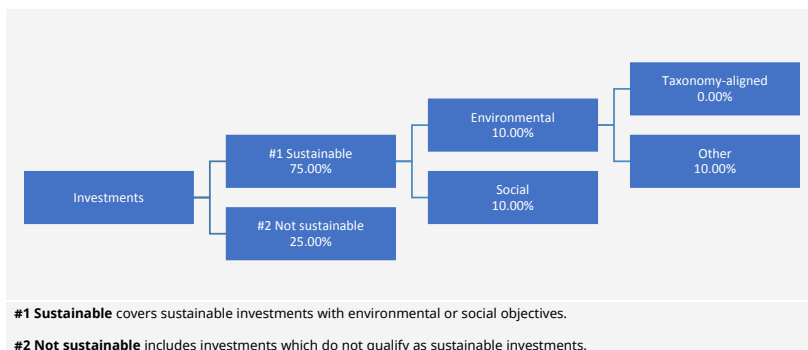 Investments
#1 Sustainable
75.00%
#2 Not sustainable
25.00%
Environmental
10.00%
Social
10.00%
Taxonomy-aligned
0.00%
Other
10.00%
#1 Sustainable covers sustainable investments with environmental or social objectives.
#2 Not sustainable includes investments which do not qualify as sustainable investments.